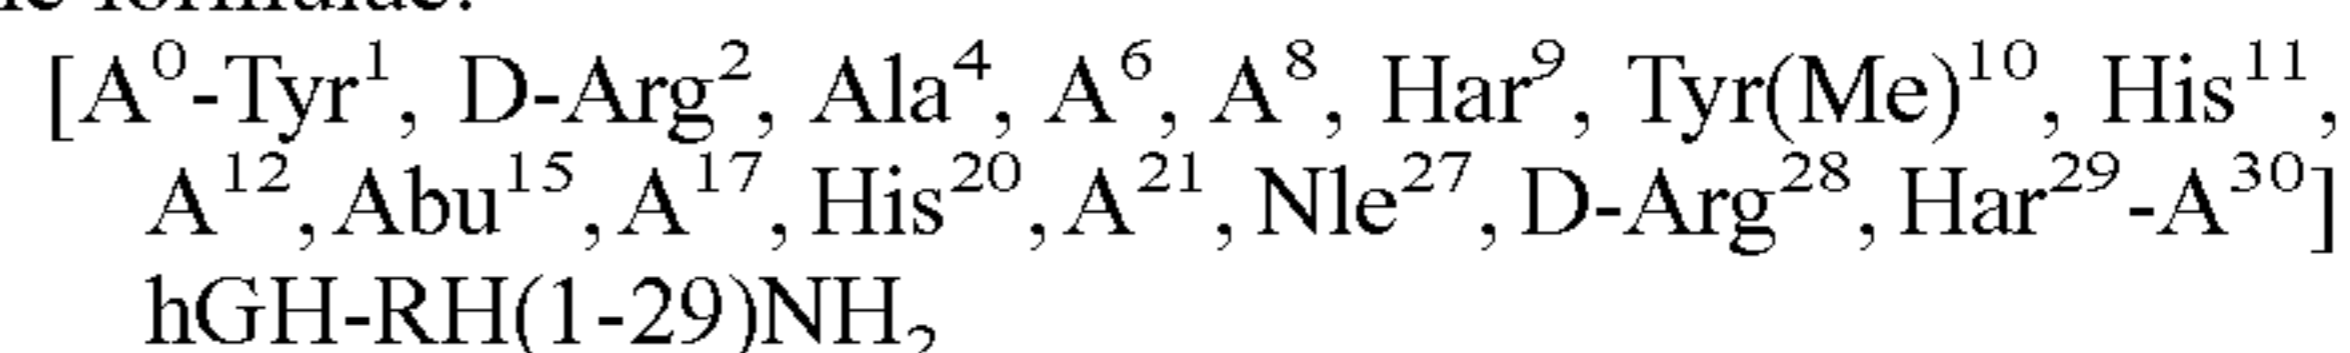 formulae:
[A⁰-Tyr¹, D-Arg², Ala⁴, A⁶, A⁸, Har⁹, Tyr(Me)¹⁰, His¹¹,
A¹², Abu¹⁵, A¹⁷, His²⁰, A²¹, Nle²⁷, D-Arg²⁸, Har²⁹-A³⁰]
hGH-RH(1-29)NH₂